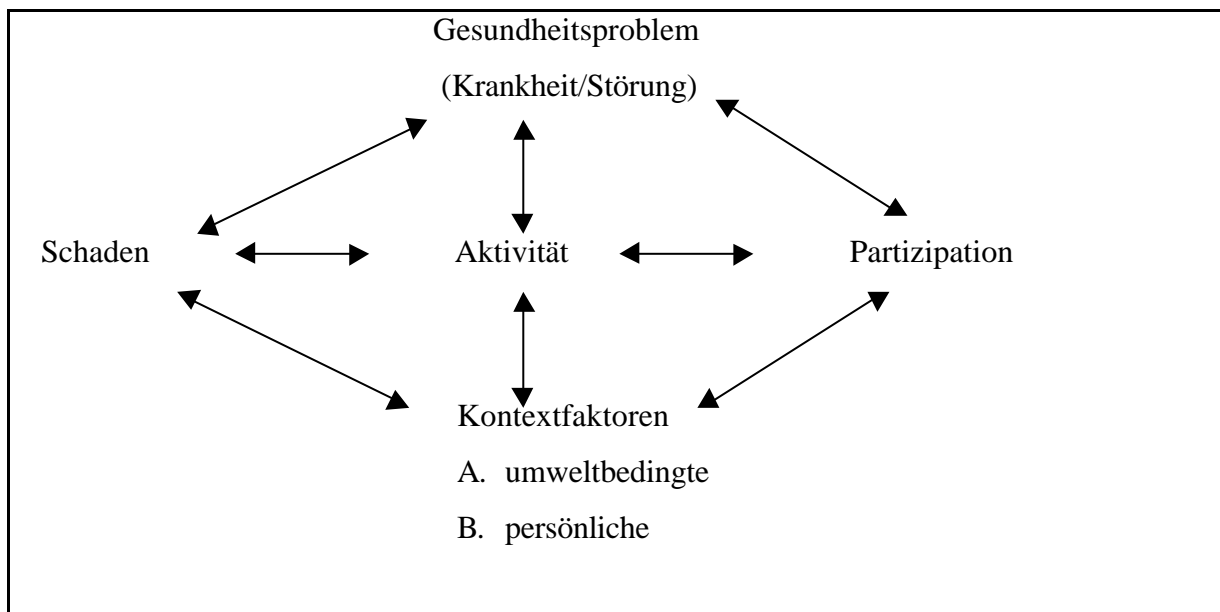 Gesundheitsproblem
(Krankheit/Störung)
Schaden Aktivität Partizipation
Kontextfaktoren
A. umweltbedingte
B. persönliche